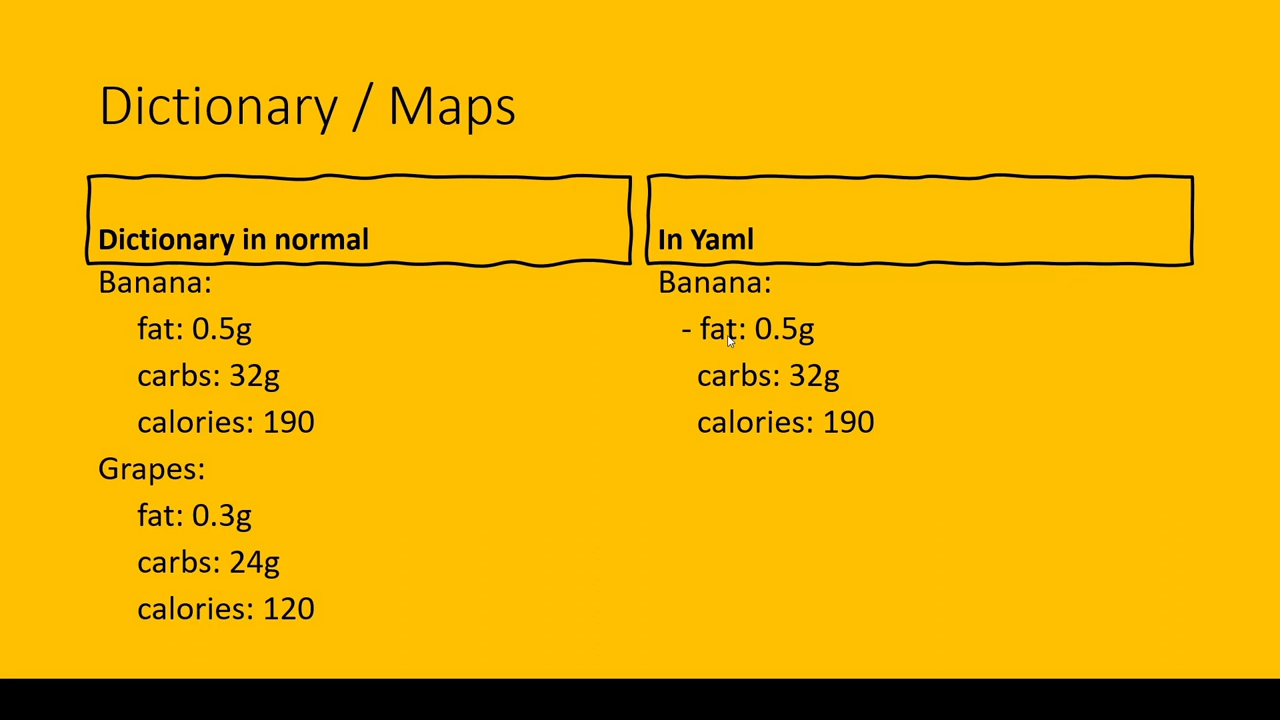 Dictionary / Maps
Dictionary in normal
Banana:
fat: 0.5g
carbs: 32g
calories: 190
Grapes:
fat: 0.3g
carbs: 24g
calories: 120
In Yaml
Banana:
- fat: 0.5g
carbs: 32g
calories: 190